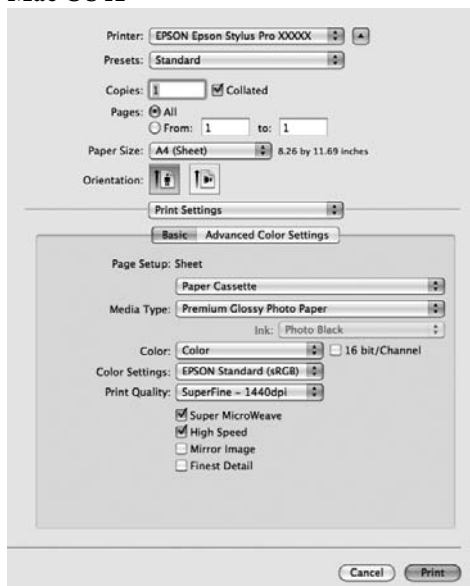 Printer: EPSON Epson Stylus Pro XXXXX
Presets: Standard
Copies: 1 Collated
Pages: All
From: 1 to: 1
Paper Size: A4 (Sheet) 8.26 by 11.69 inches
Orientation:
Print Settings
Basic Advanced Color Settings
Page Setup: Sheet
Paper Cassette
Media Type: Premium Glossy Photo Paper
Ink: Photo Black
Color: Color 16 bit/Channel
Color Settings: EPSON Standard (sRGB)
Print Quality: SuperFine – 1440dpi
Super MicroWeave
High Speed
Mirror Image
Finest Detail
Cancel Print